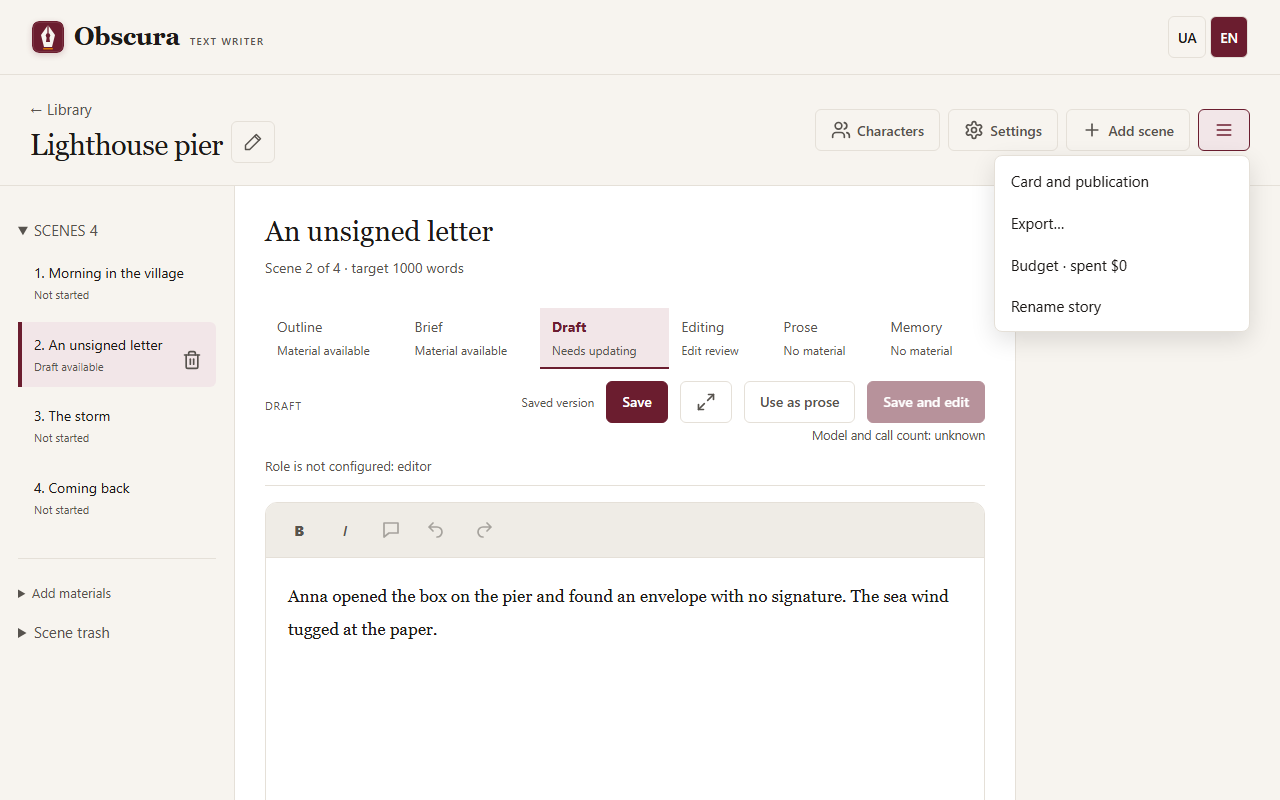 Obscura TEXT WRITER
UA EN
← Library
Lighthouse pier
Characters
Settings
Add scene
Card and publication
Export...
Budget · spent $0
Rename story
SCENES 4
1. Morning in the village
Not started
2. An unsigned letter
Draft available
3. The storm
Not started
4. Coming back
Not started
Add materials
Scene trash
An unsigned letter
Scene 2 of 4 · target 1000 words
Outline
Material available
Brief
Material available
Draft
Needs updating
Editing
Edit review
Prose
No material
Memory
No material
DRAFT
Saved version
Save
Use as prose
Save and edit
Model and call count: unknown
Role is not configured: editor
B I
Anna opened the box on the pier and found an envelope with no signature. The sea wind
tugged at the paper.